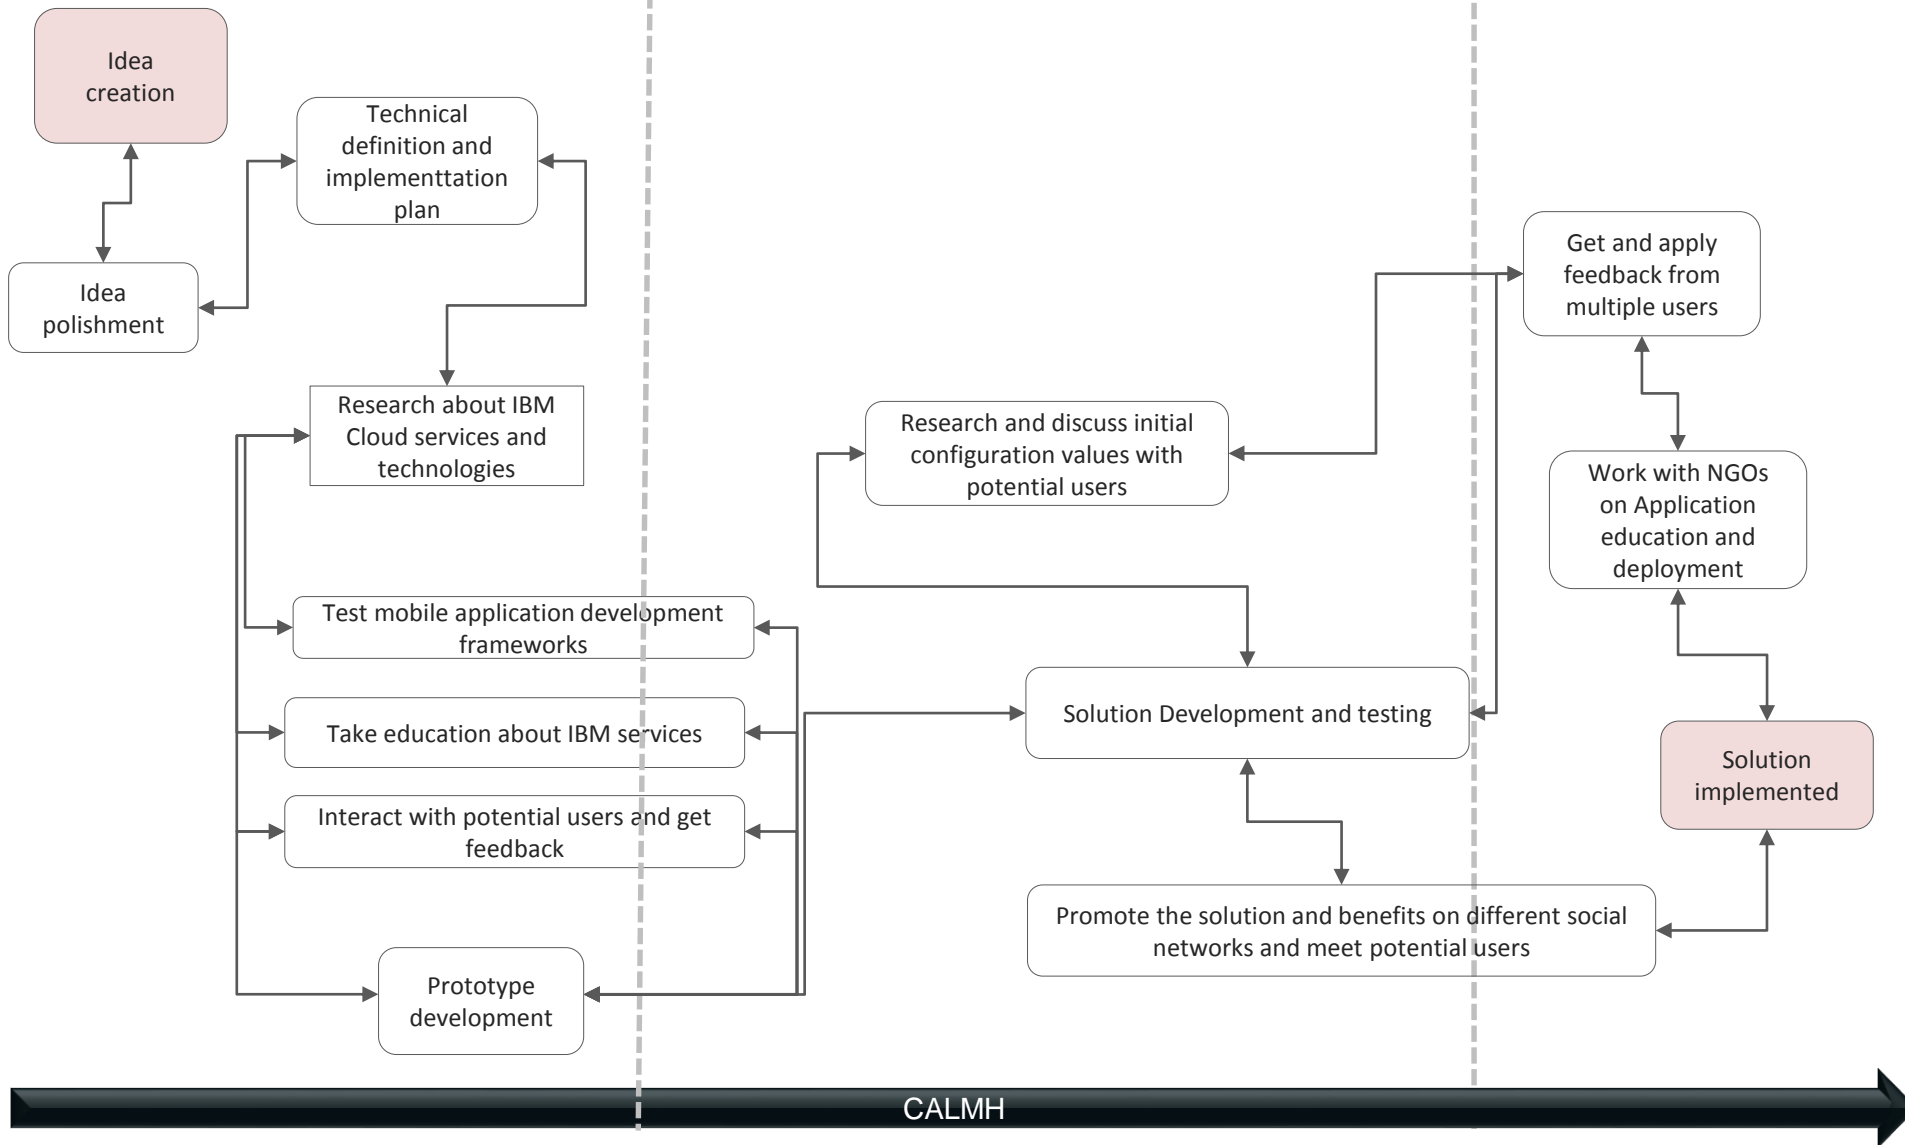 Idea
creation
Technical
definition and
implementtation
plan
Idea
polishment
Get and apply
feedback from
multiple users
Research about IBM
Cloud services and
technologies
Research and discuss initial
configuration values with
potential users
Work with NGOs
on Application
education and
deployment
Test mobile application development
frameworks
Take education about IBM services
Solution Development and testing
Solution
implemented
Interact with potential users and get
feedback
Promote the solution and benefits on different social
networks and meet potential users
Prototype
development
CALMH